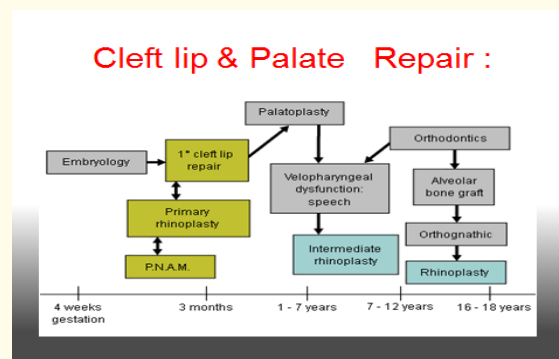 Cleft lip & Palate Repair :
Palatoplasty
Orthodontics
Embryology
1° cleft lip
repair
Velopharyngeal
dysfunction:
speech
Alveolar
bone graft
Primary
rhinoplasty
Orthognathic
Intermediate
rhinoplasty
P.N.A.M.
Rhinoplasty
4 weeks
gestation
3 months
1 - 7 years
7 - 12 years
16 - 18 years